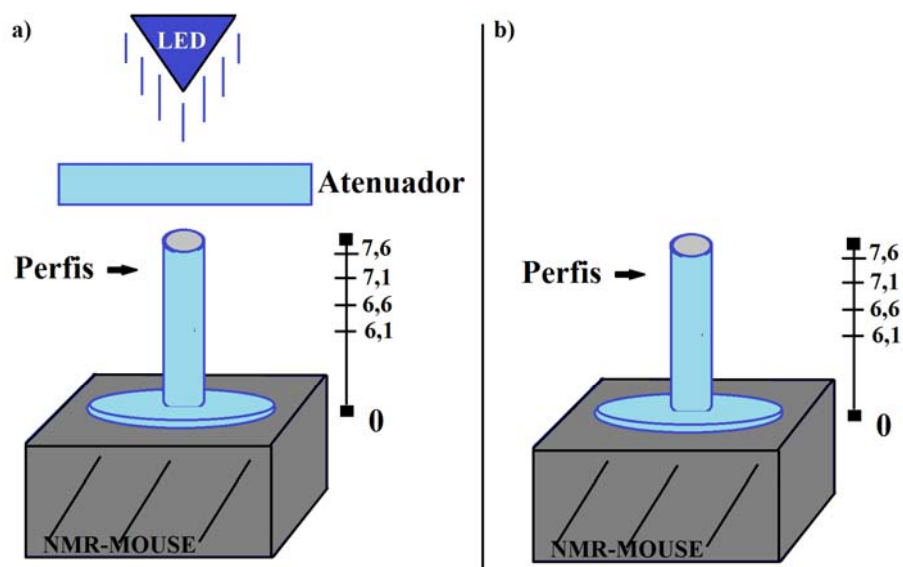 a)
LED
Atenuador
Perfis
7,6
7,1
6,6
6,1
0
NMR-MOUSE
b)
Perfis
7,6
7,1
6,6
6,1
0
NMR-MOUSE